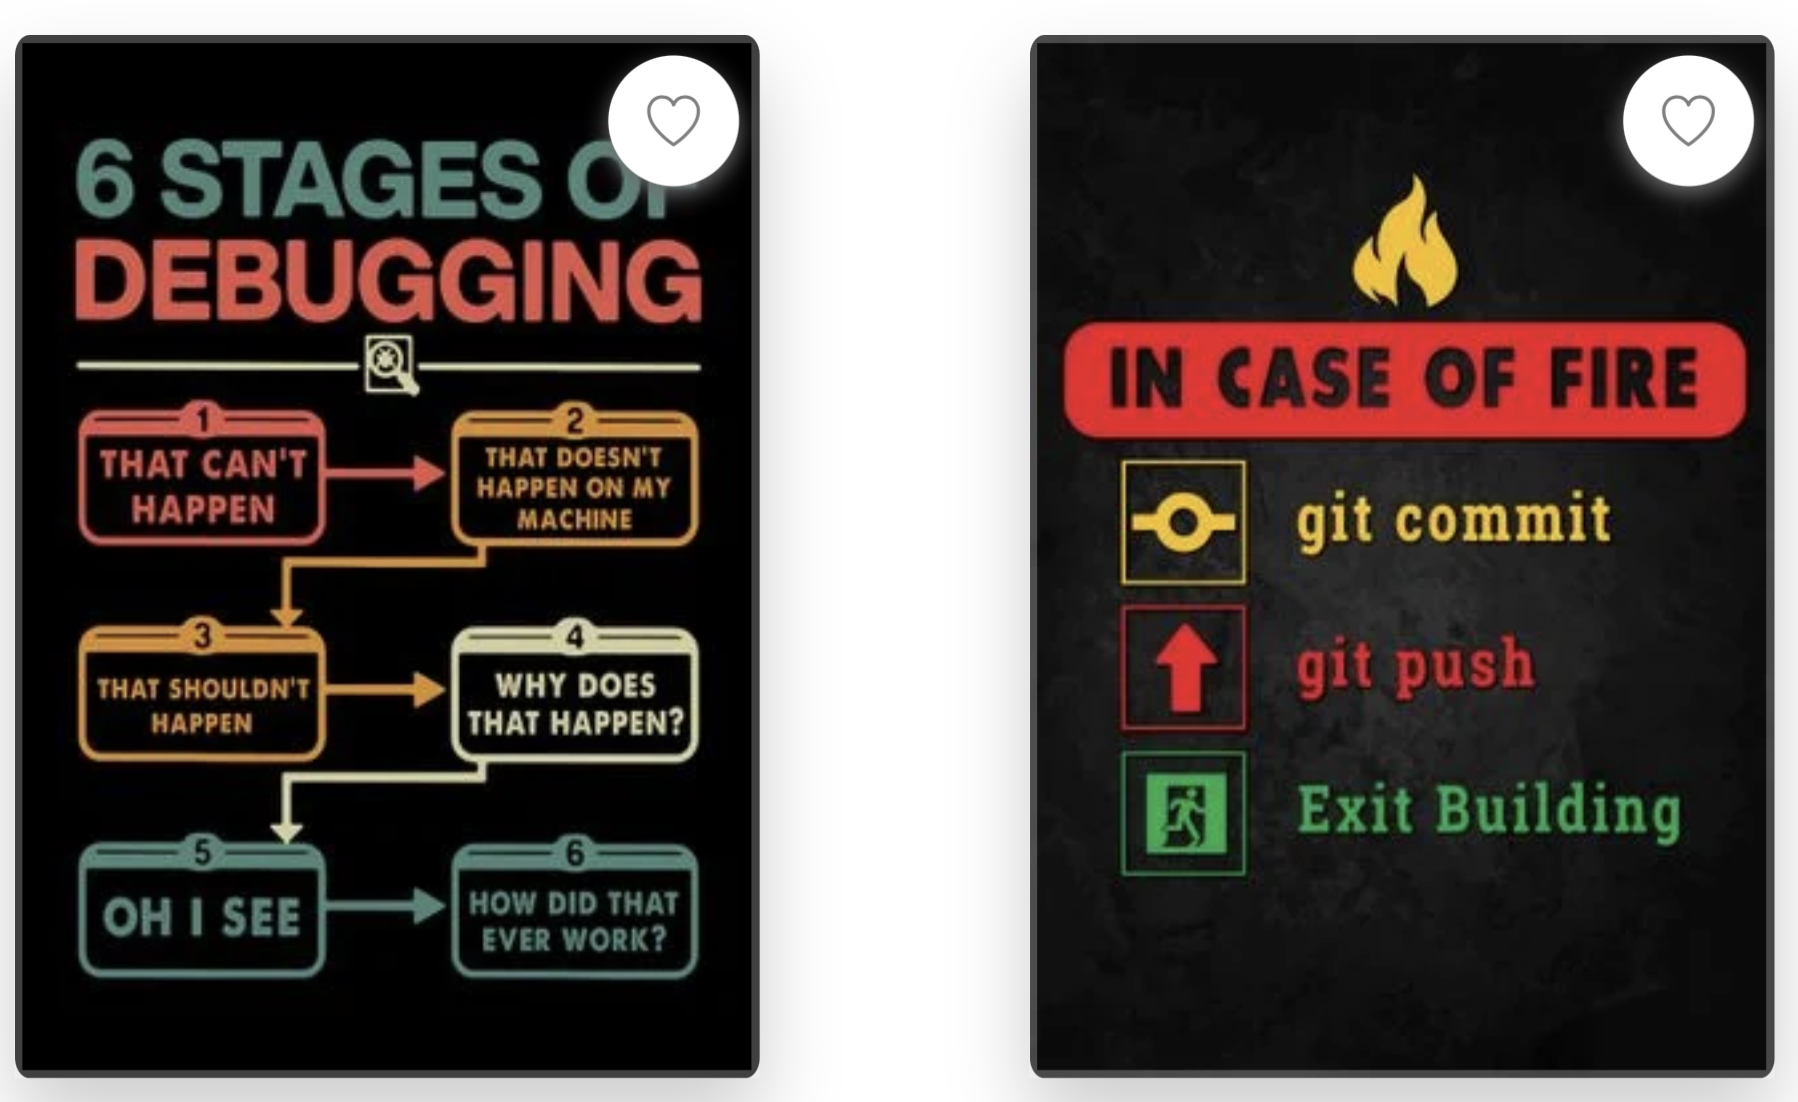 6 STAGES OF
DEBUGGING
1
THAT CAN'T
HAPPEN
2
THAT DOESN'T
HAPPEN ON MY
MACHINE
3
THAT SHOULDN'T
HAPPEN
4
WHY DOES
THAT HAPPEN?
5
OH I SEE
6
HOW DID THAT
EVER WORK?
IN CASE OF FIRE
git commit
git push
Exit Building